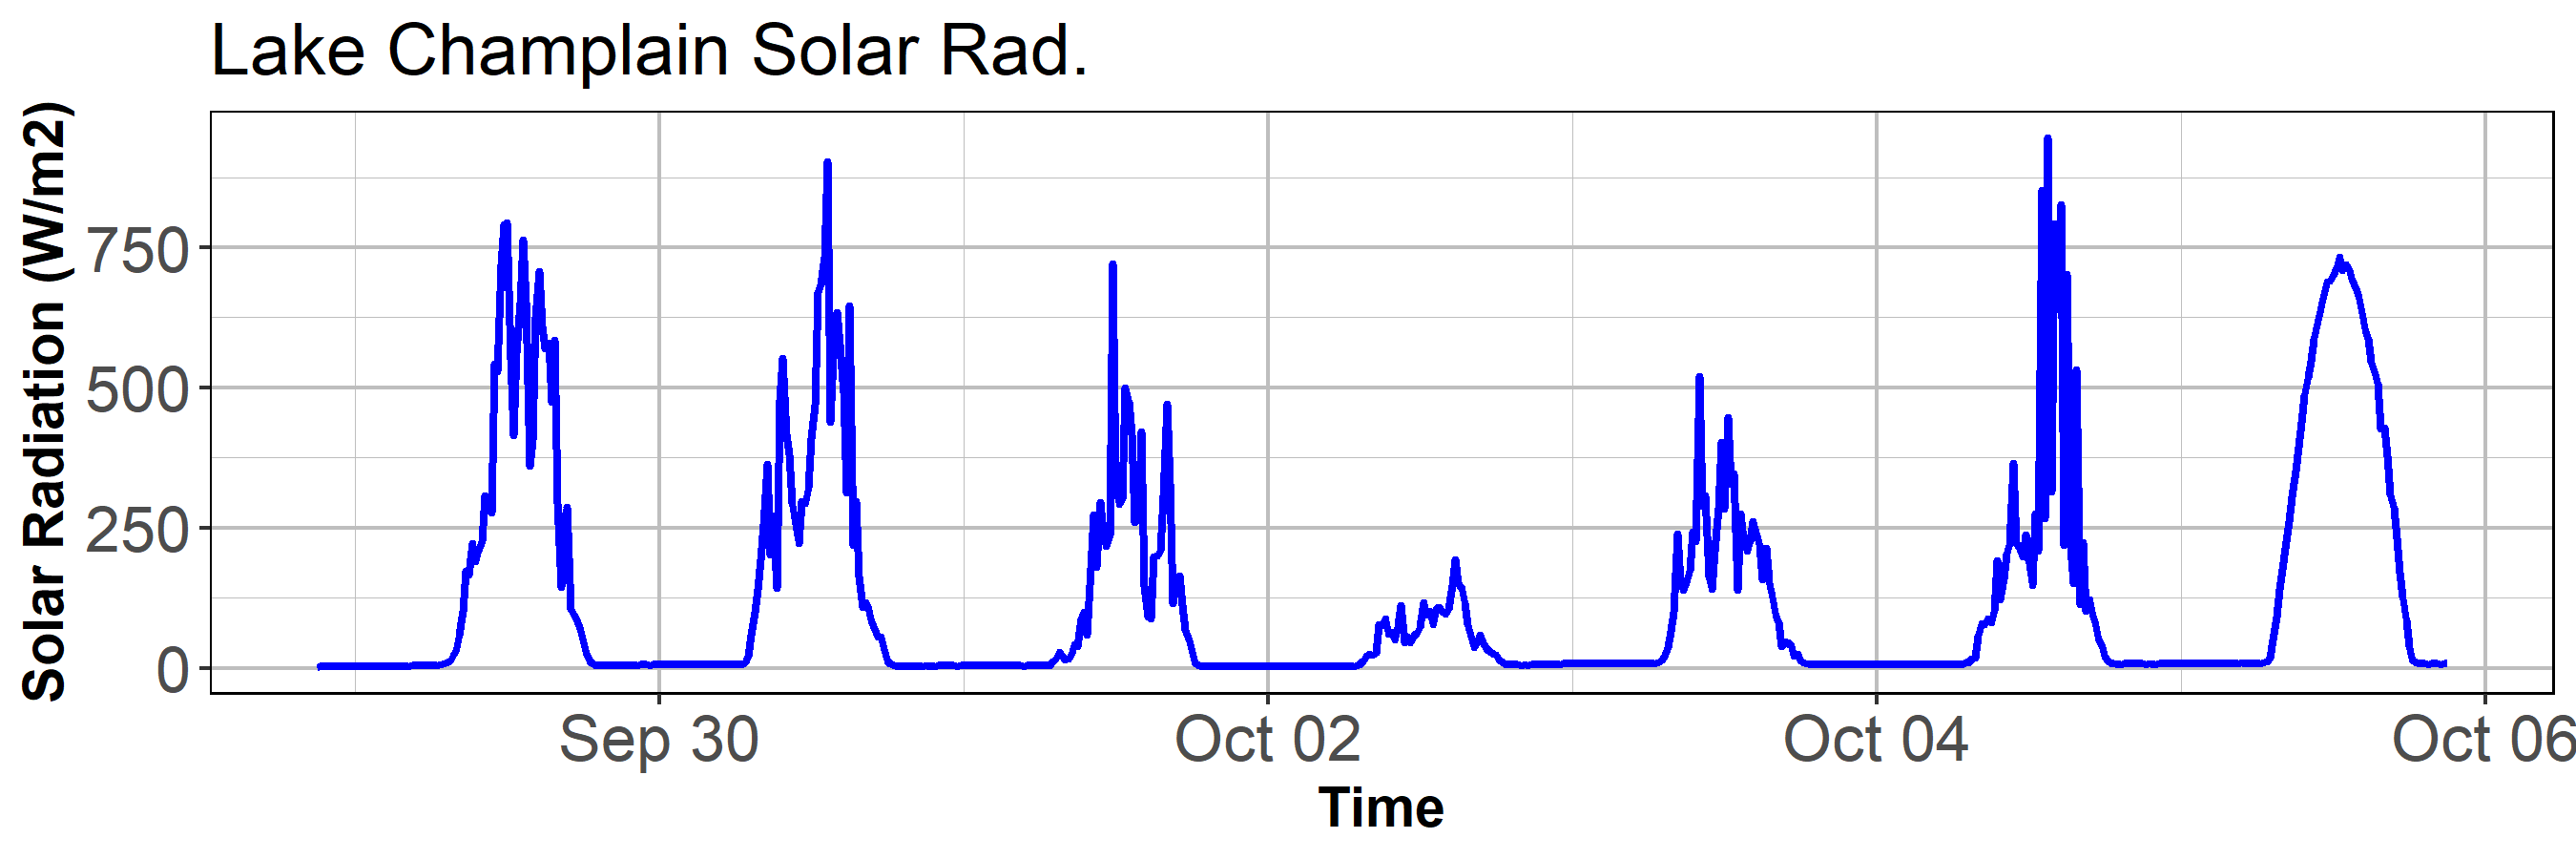 Lake Champlain Solar Rad.
Solar Radiation (W/m2)
750
500
250
0
Sep 30
Oct 02
Oct 04
Oct 06
Time